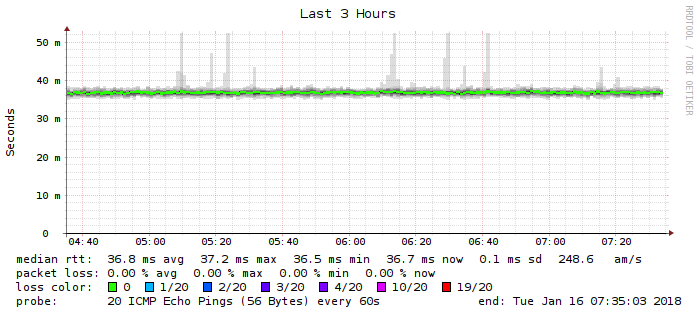 Last 3 Hours
RRDTOOL / TOBI OETIKER
Seconds
50 m
40 m
30 m
20 m
10 m
0
04:40 05:00 05:20 05:40 06:00 06:20 06:40 07:00 07:20
median rtt: 36.8 ms avg 37.2 ms max 36.5 ms min 36.7 ms now 0.1 ms sd 248.6 am/s
packet loss: 0.00 % avg 0.00 % max 0.00 % min 0.00 % now
loss color: 0 1/20 2/20 3/20 4/20 10/20 19/20
probe: 20 ICMP Echo Pings (56 Bytes) every 60s end: Tue Jan 16 07:35:03 2018